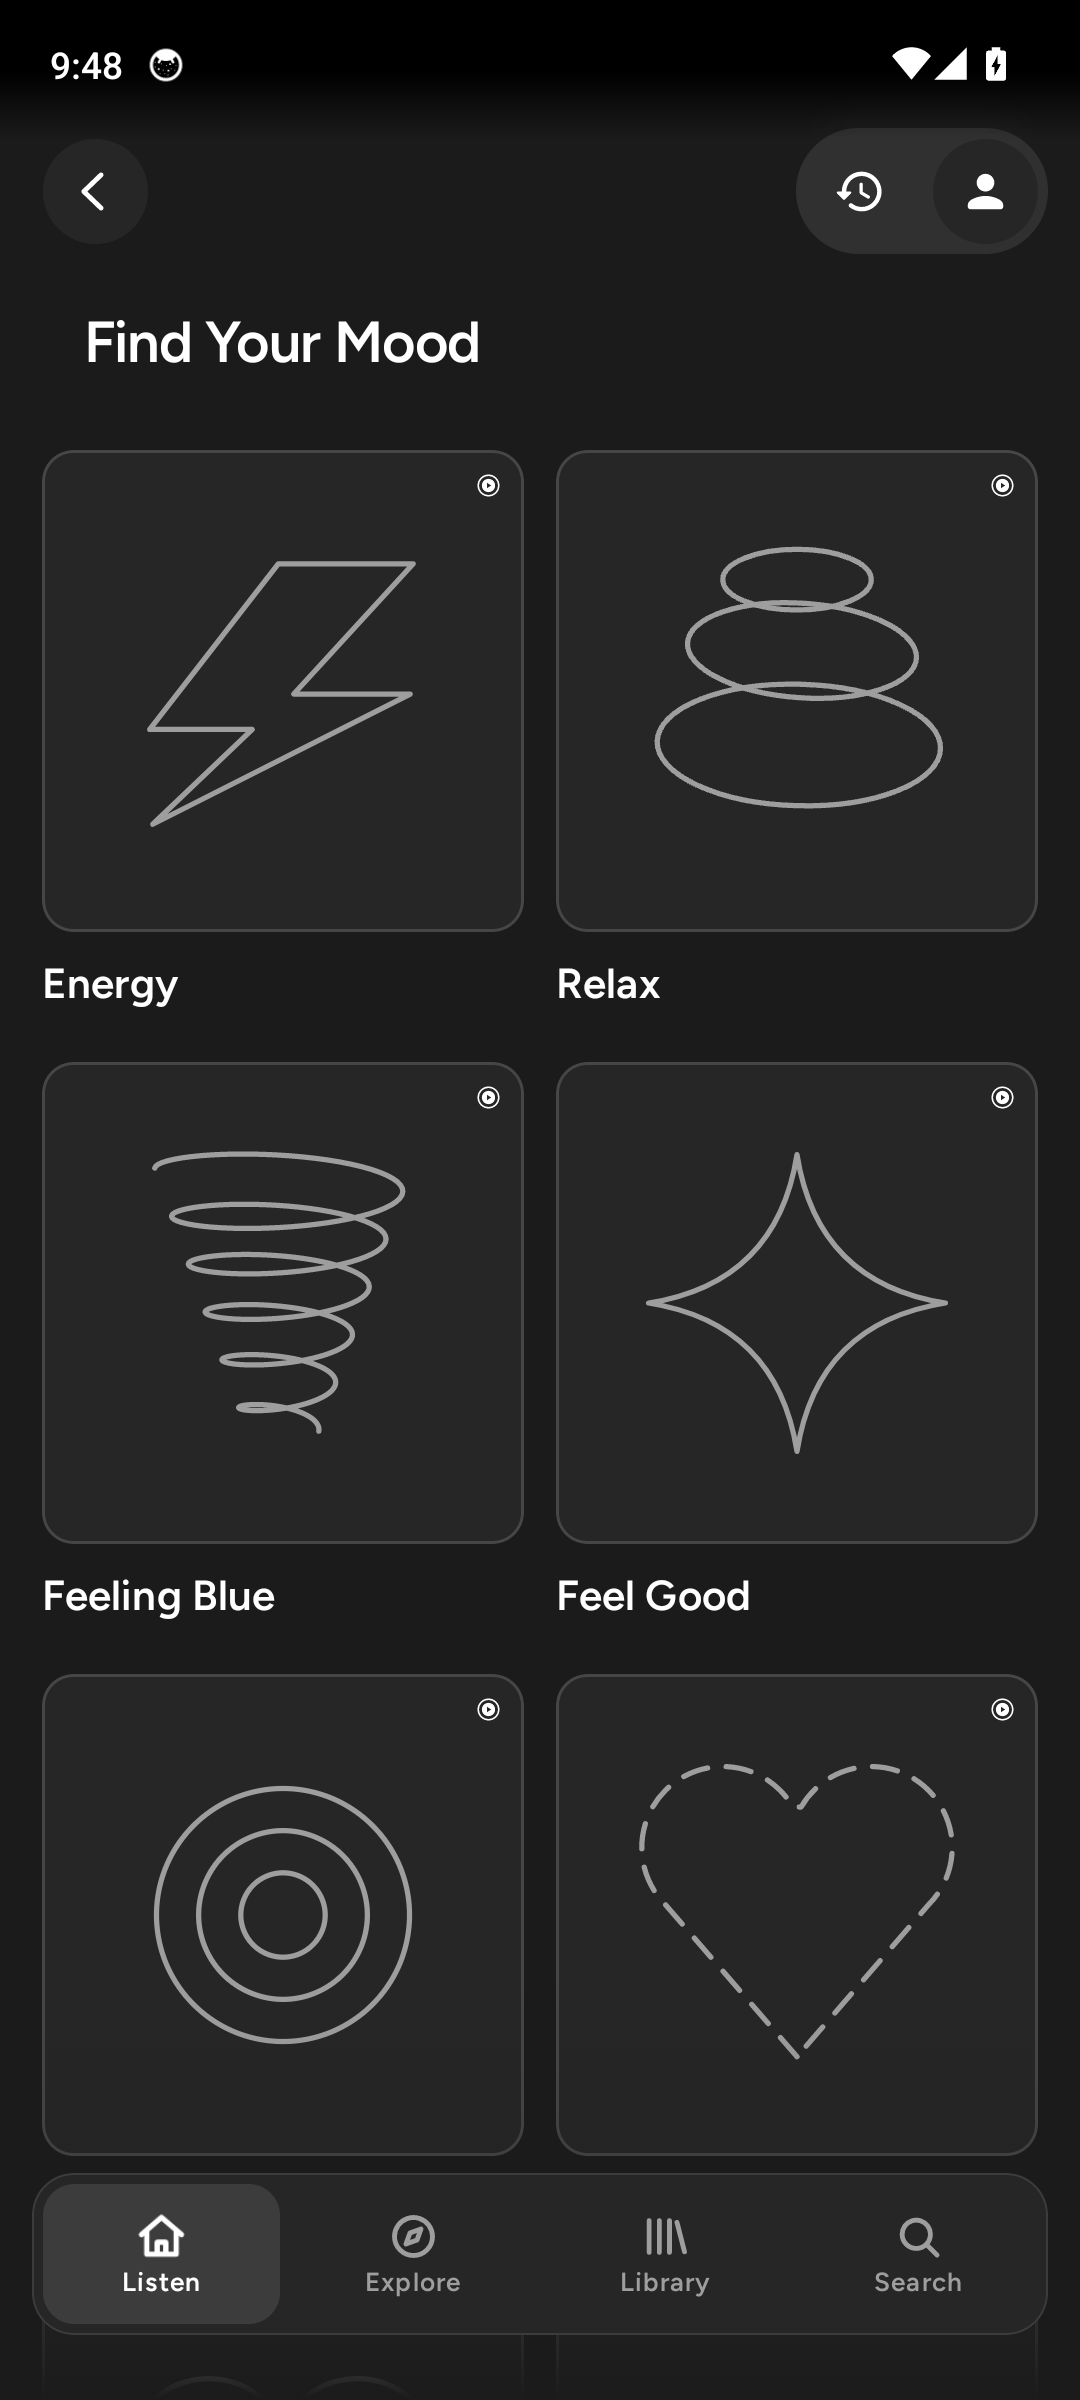 9:48
Find Your Mood
Energy
Relax
Feeling Blue
Feel Good
Listen
Explore
Library
Search